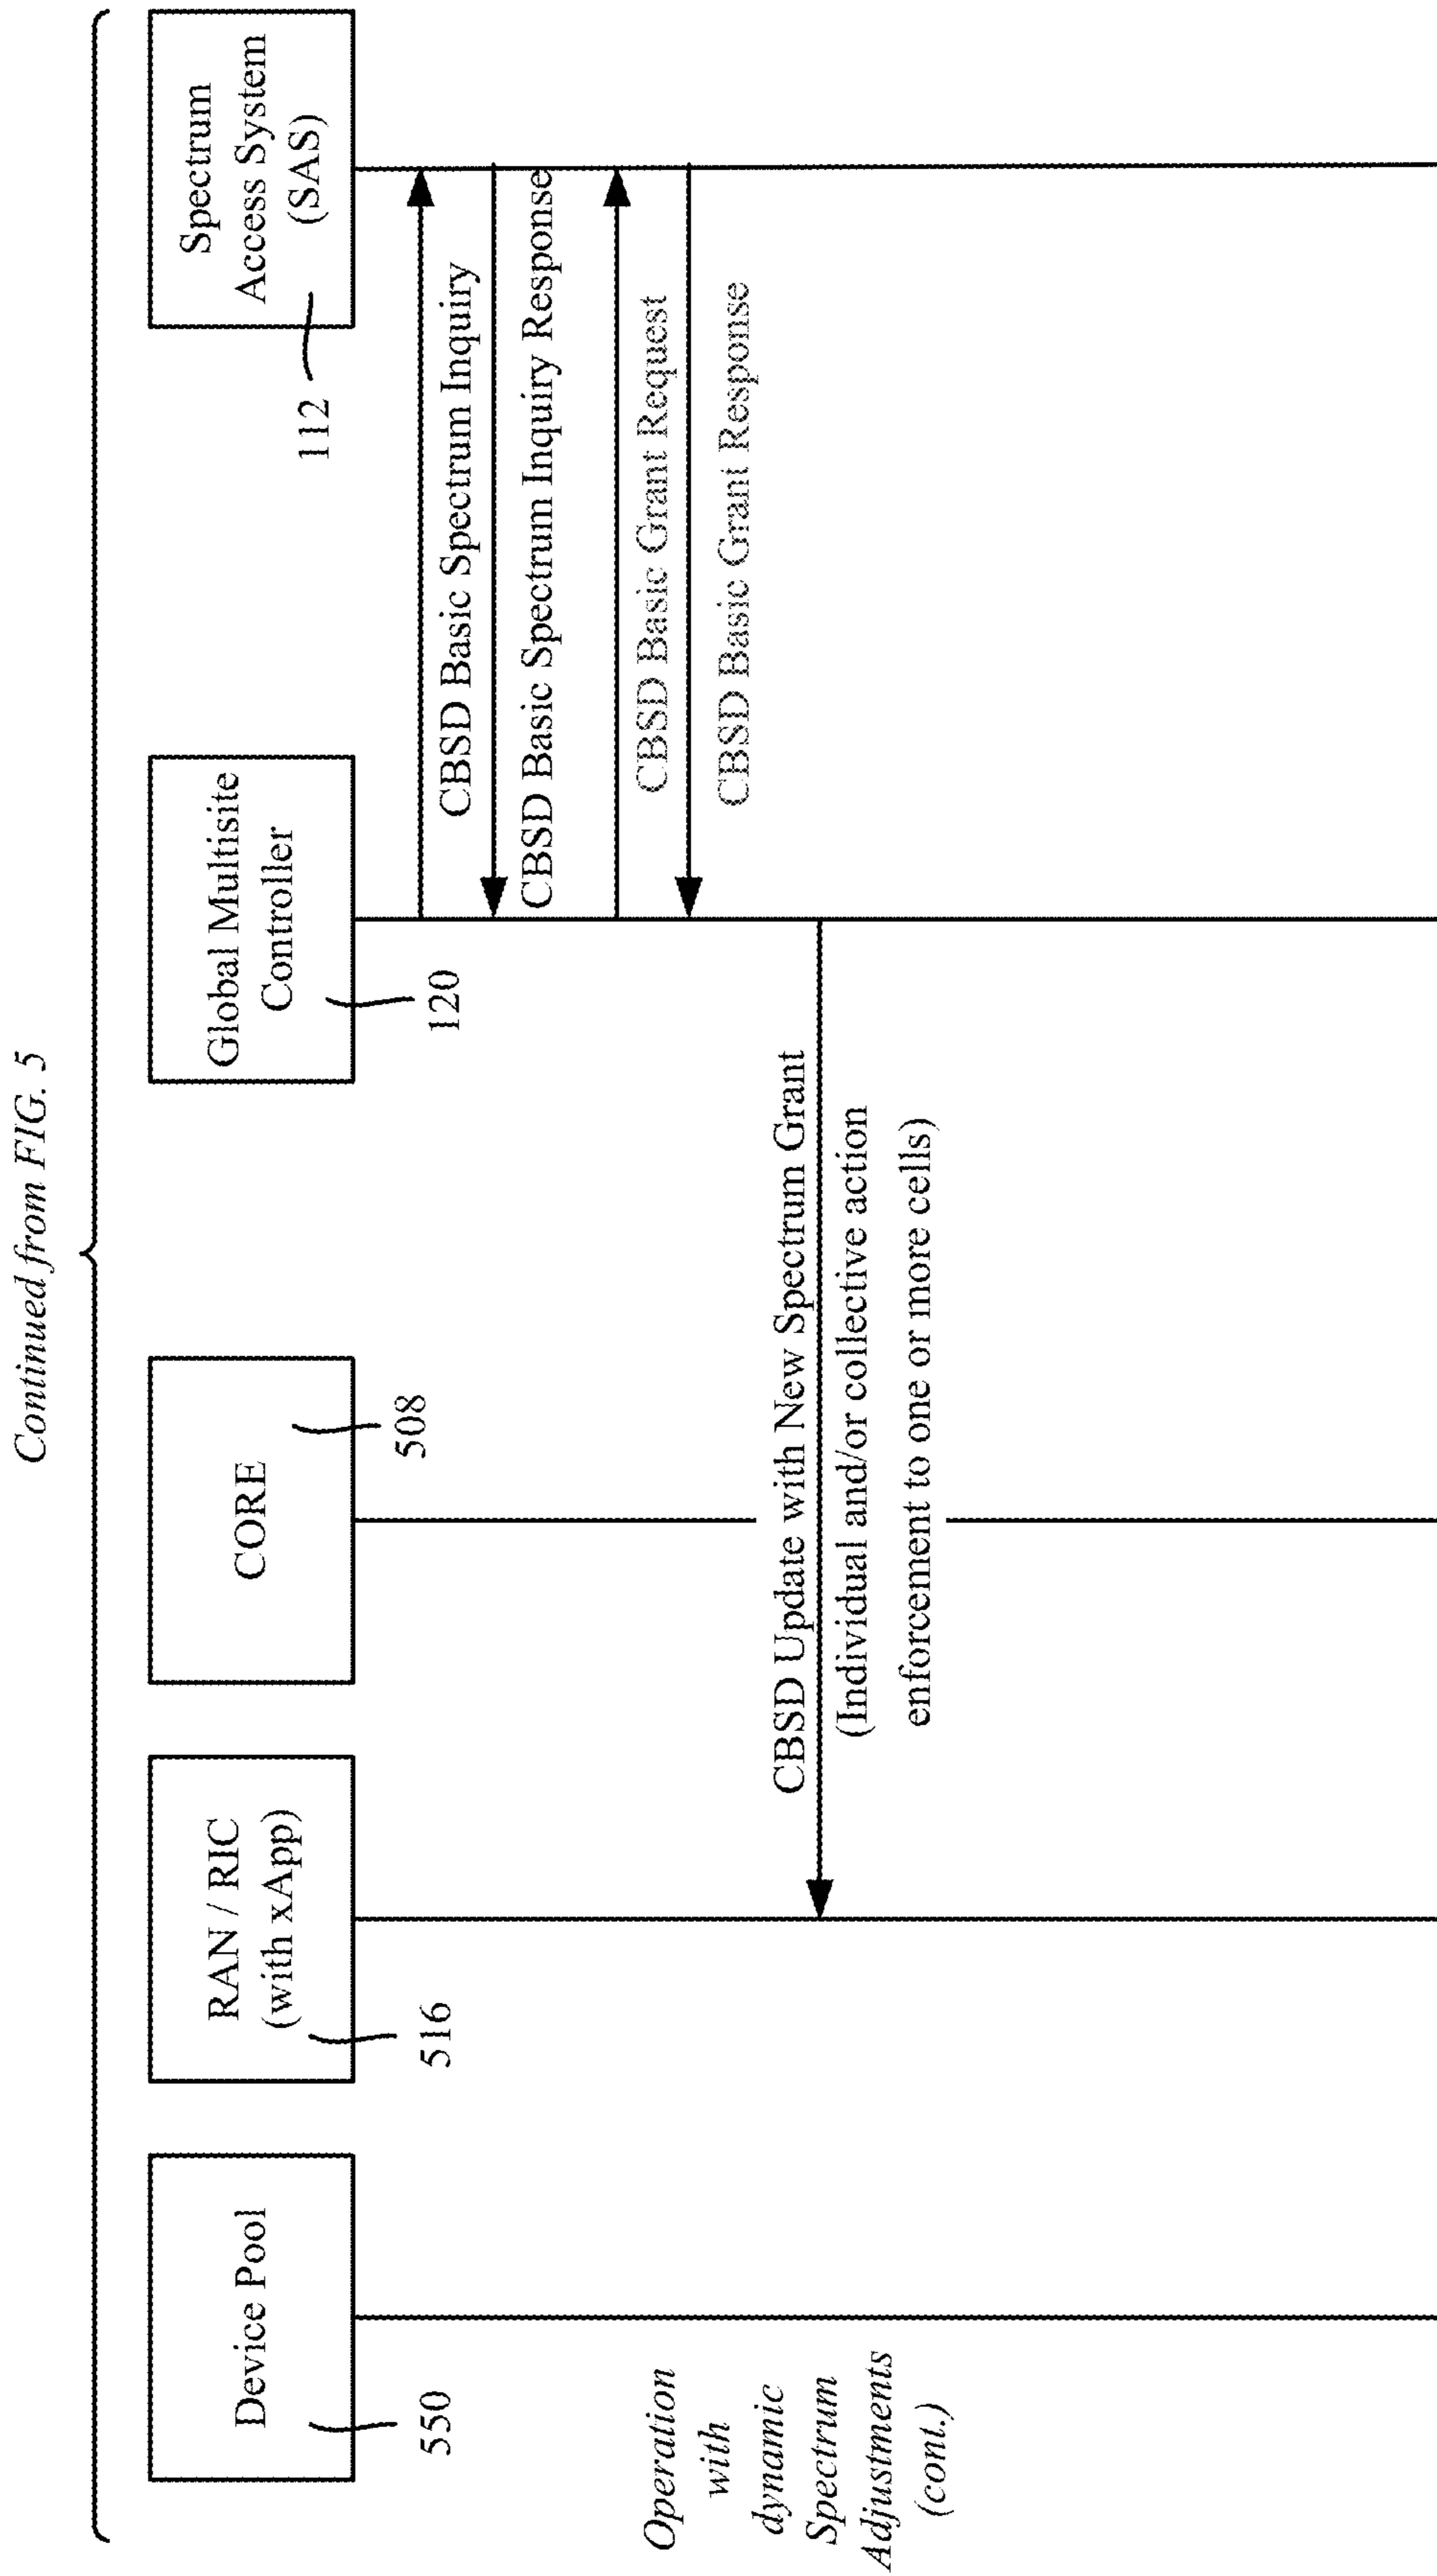 Continued from FIG. 5
Device Pool
550
RAN / RIC
(with xApp)
516
CORE
508
Global Multisite
Controller
120
Spectrum
Access System
(SAS)
112
CBSD Basic Spectrum Inquiry
CBSD Basic Spectrum Inquiry Response
CBSD Basic Grant Request
CBSD Basic Grant Response
Operation
with
dynamic
Spectrum
Adjustments
(cont.)
CBSD Update with New Spectrum Grant
(Individual and/or collective action
enforcement to one or more cells)